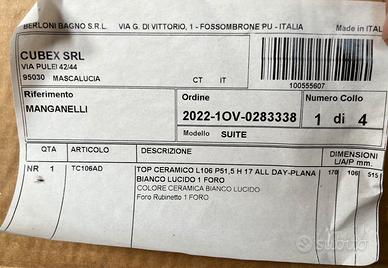 BERLONI BAGNO S.R.L. VIA G. DI VITTORIO, 1 - FOSSOMBRONE PU - ITALIA Made in ITAL
CUBEX SRL
VIA PULEI 42/44
95030 MASCALUCIA CT IT
100555607
Riferimento Ordine Numero Collo
MANGANELLI 2022-1OV-0283338 1 di 4
Modello SUITE
QTA ARTICOLO DESCRIZIONE DIMENSIONI
L/A/P mm.
NR 1 TC106AD TOP CERAMICO L106 P51,5 H 17 ALL DAY-PLANA 170 106 515
BIANCO LUCIDO 1 FORO
COLORE CERAMICA BIANCO LUCIDO
Foro Rubinetto 1 FORO
subito